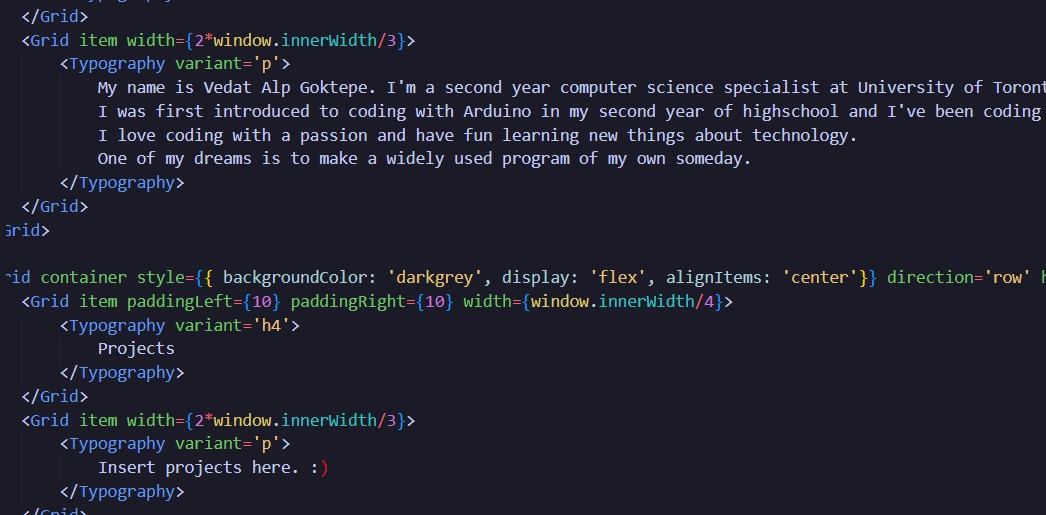 </Grid>
<Grid item width={2*window.innerWidth/3}>
<Typography variant='p'>
My name is Vedat Alp Goktepe. I'm a second year computer science specialist at University of Toront
I was first introduced to coding with Arduino in my second year of highschool and I've been coding
I love coding with a passion and have fun learning new things about technology.
One of my dreams is to make a widely used program of my own someday.
</Typography>
</Grid>
Grid>
rid container style={{ backgroundColor: 'darkgrey', display: 'flex', alignItems: 'center'}} direction='row' h
<Grid item paddingLeft={10} paddingRight={10} width={window.innerWidth/4}>
<Typography variant='h4'>
Projects
</Typography>
</Grid>
<Grid item width={2*window.innerWidth/3}>
<Typography variant='p'>
Insert projects here. :)
</Typography>
</Grid>